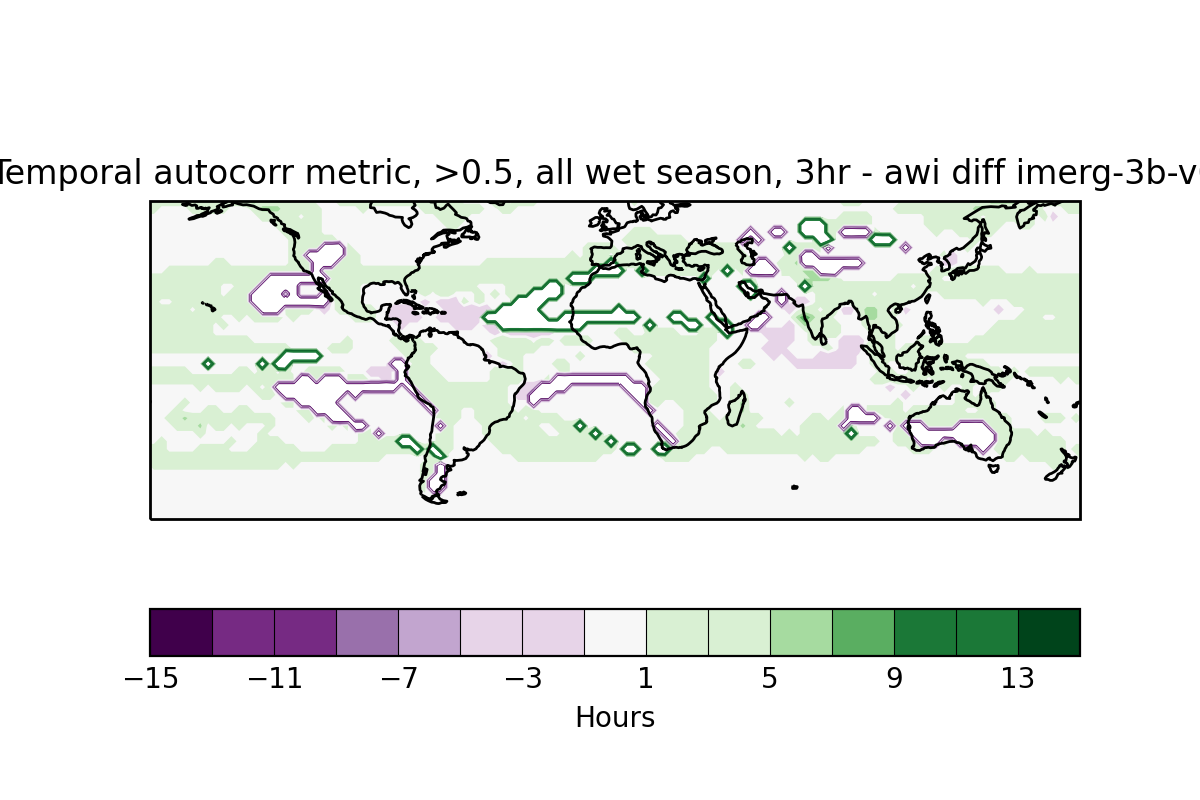 Temporal autocorr metric, >0.5, all wet season, 3hr - awi diff imerg-3b-v
−15 −11 −7 −3 1 5 9 13
Hours